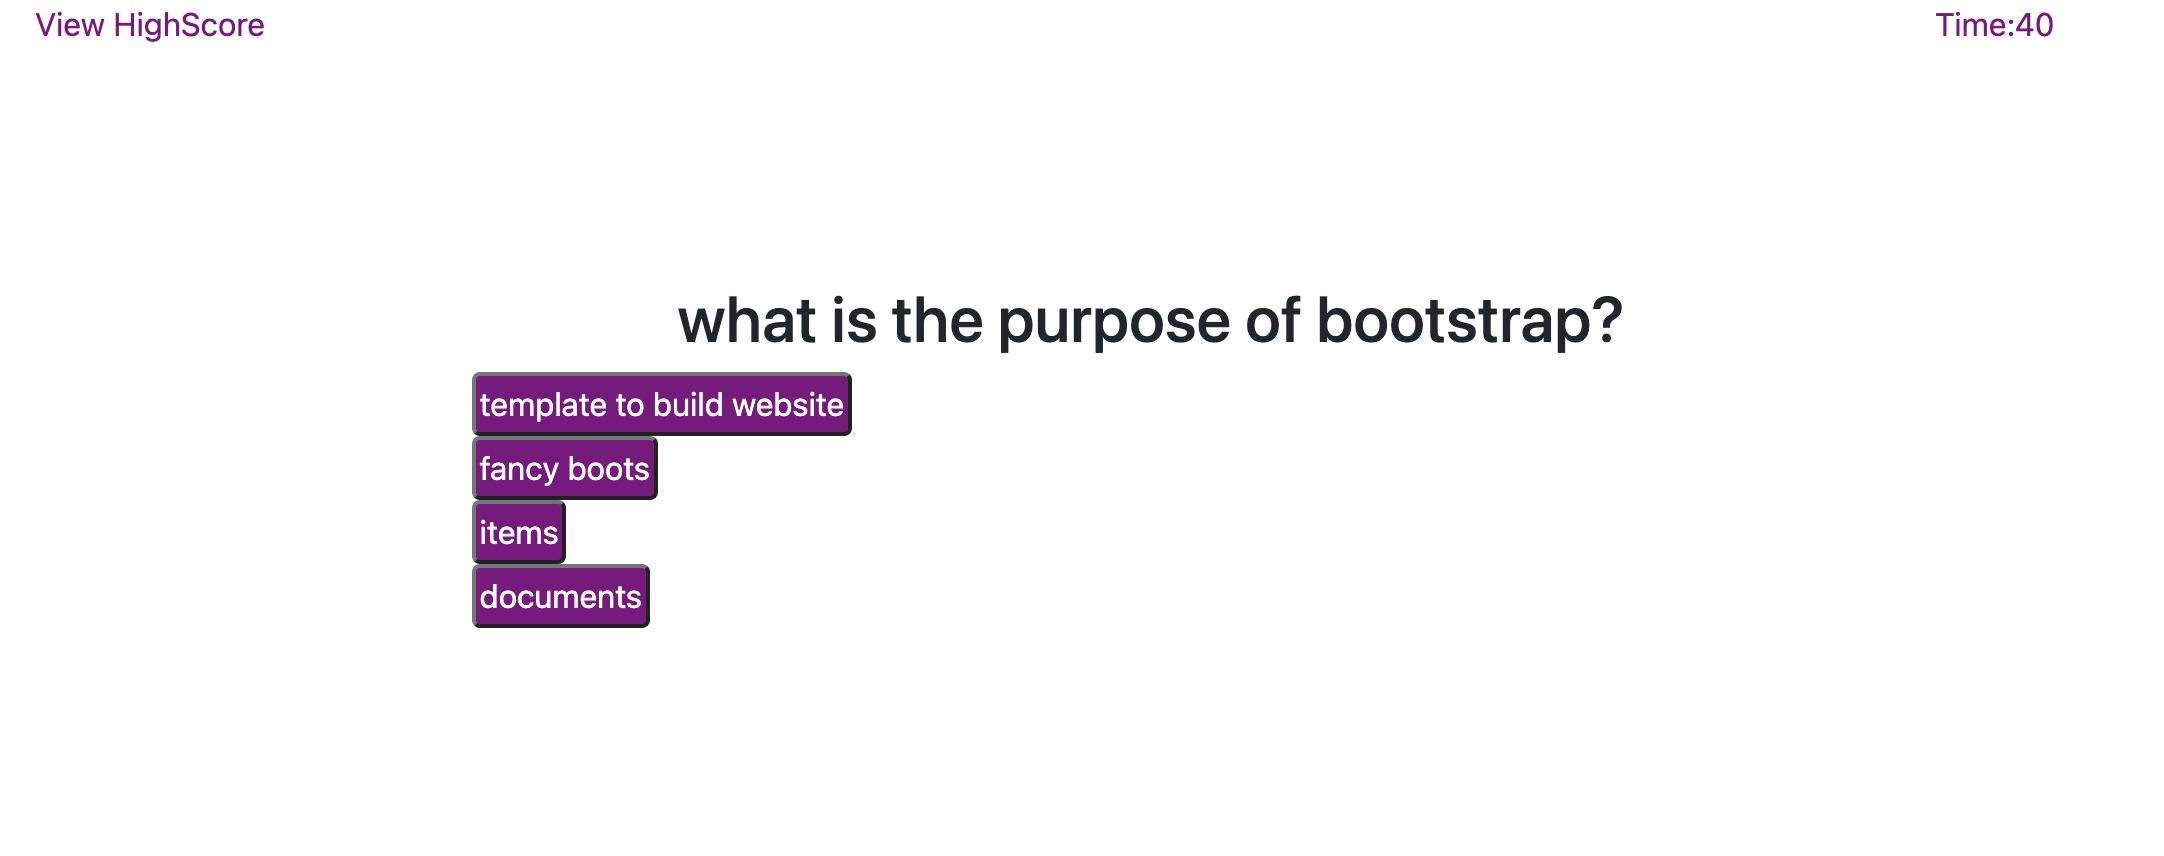 View HighScore
Time:40
what is the purpose of bootstrap?
template to build website
fancy boots
items
documents